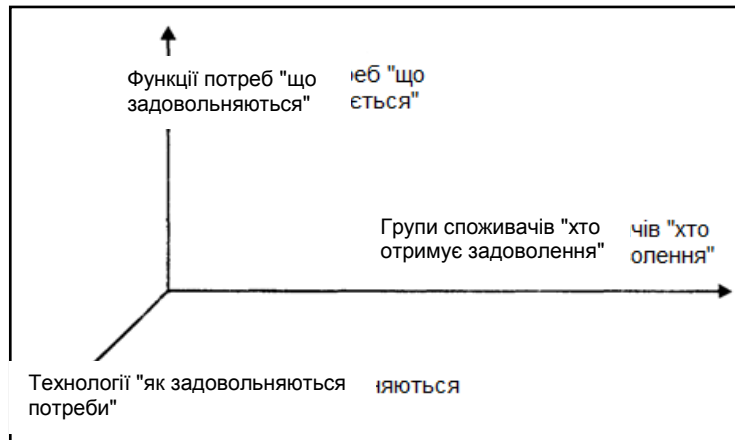 Функції потреб "що
задовольняються"
реб "що
ється"
Групи споживачів "хто
отримує задоволення"
чів "хто
олення"
Технології "як задовольняються
потреби"
няються